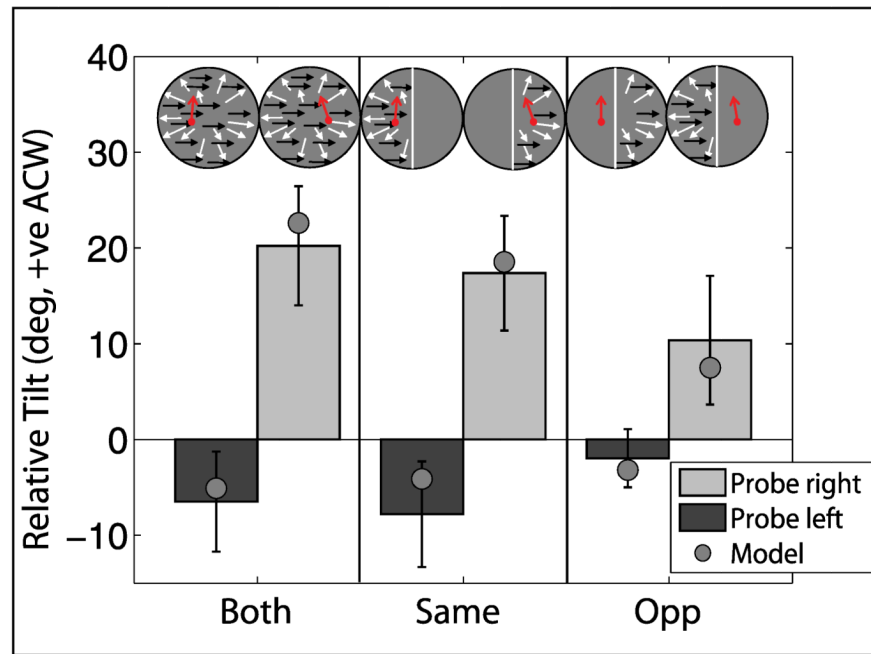 Relative Tilt (deg, +ve ACW)
40
30
20
10
0
−10
Probe right
Probe left
Model
Both Same Opp